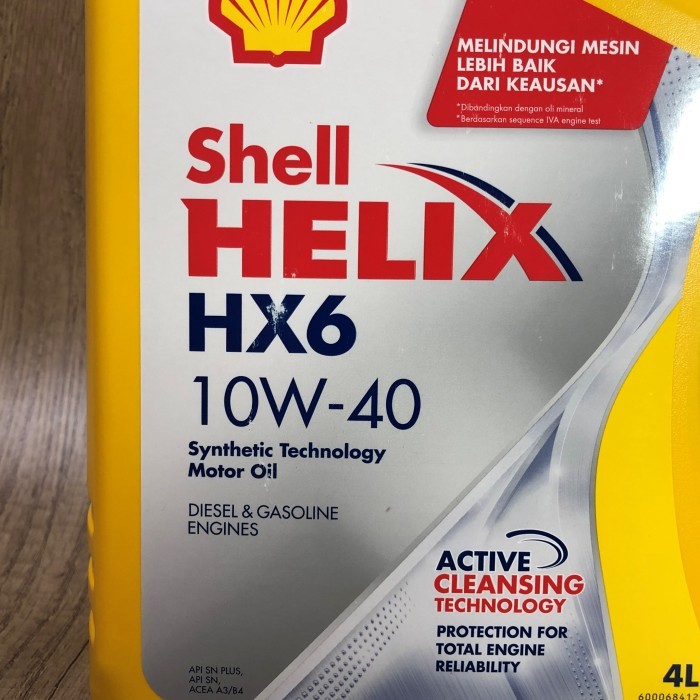 MELINDUNGI MESIN
LEBIH BAIK
DARI KEAUSAN*
*Dibandingkan dengan oli mineral
*Berdasarkan sequence IVA engine test
Shell
HELIX
HX6
10W-40
Synthetic Technology
Motor Oil
DIESEL & GASOLINE
ENGINES
ACTIVE
CLEANSING
TECHNOLOGY
PROTECTION FOR
TOTAL ENGINE
RELIABILITY
API SN PLUS,
API SN,
ACEA A3/B4
4L
600068412